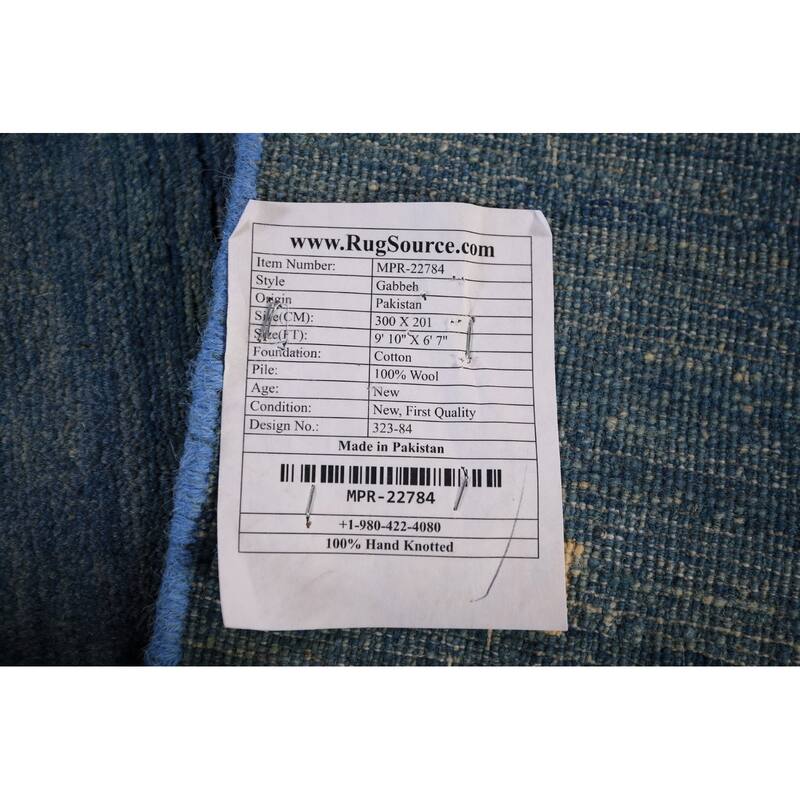 www.RugSource.com
Item Number: MPR-22784
Style Gabbeh
Origin Pakistan
Size(CM): 300 X 201
Size(FT): 9' 10" X 6' 7"
Foundation: Cotton
Pile: 100% Wool
Age: New
Condition: New, First Quality
Design No.: 323-84
Made in Pakistan
MPR-22784
+1-980-422-4080
100% Hand Knotted